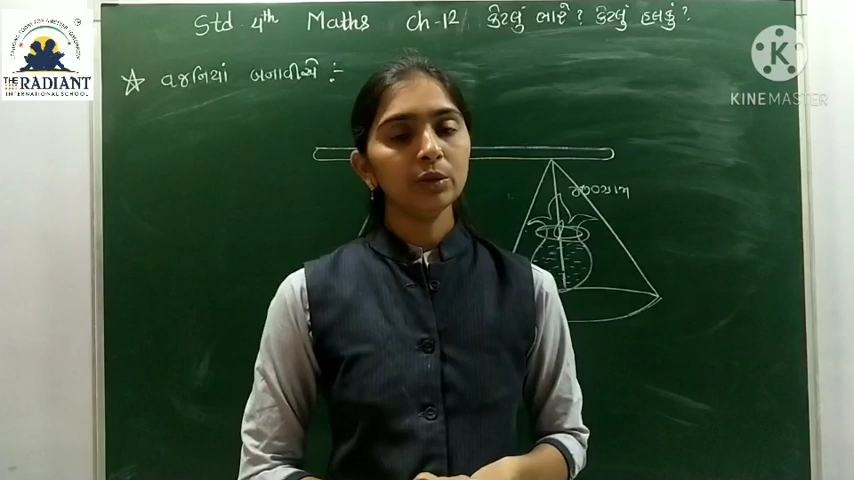 Std 4th Maths Ch-12 કેટલું ભારે? કેટલું હલકું?
વજનિયાં બનાવીએ :-
THE RADIANT
INTERNATIONAL SCHOOL
K
KINEMASTER